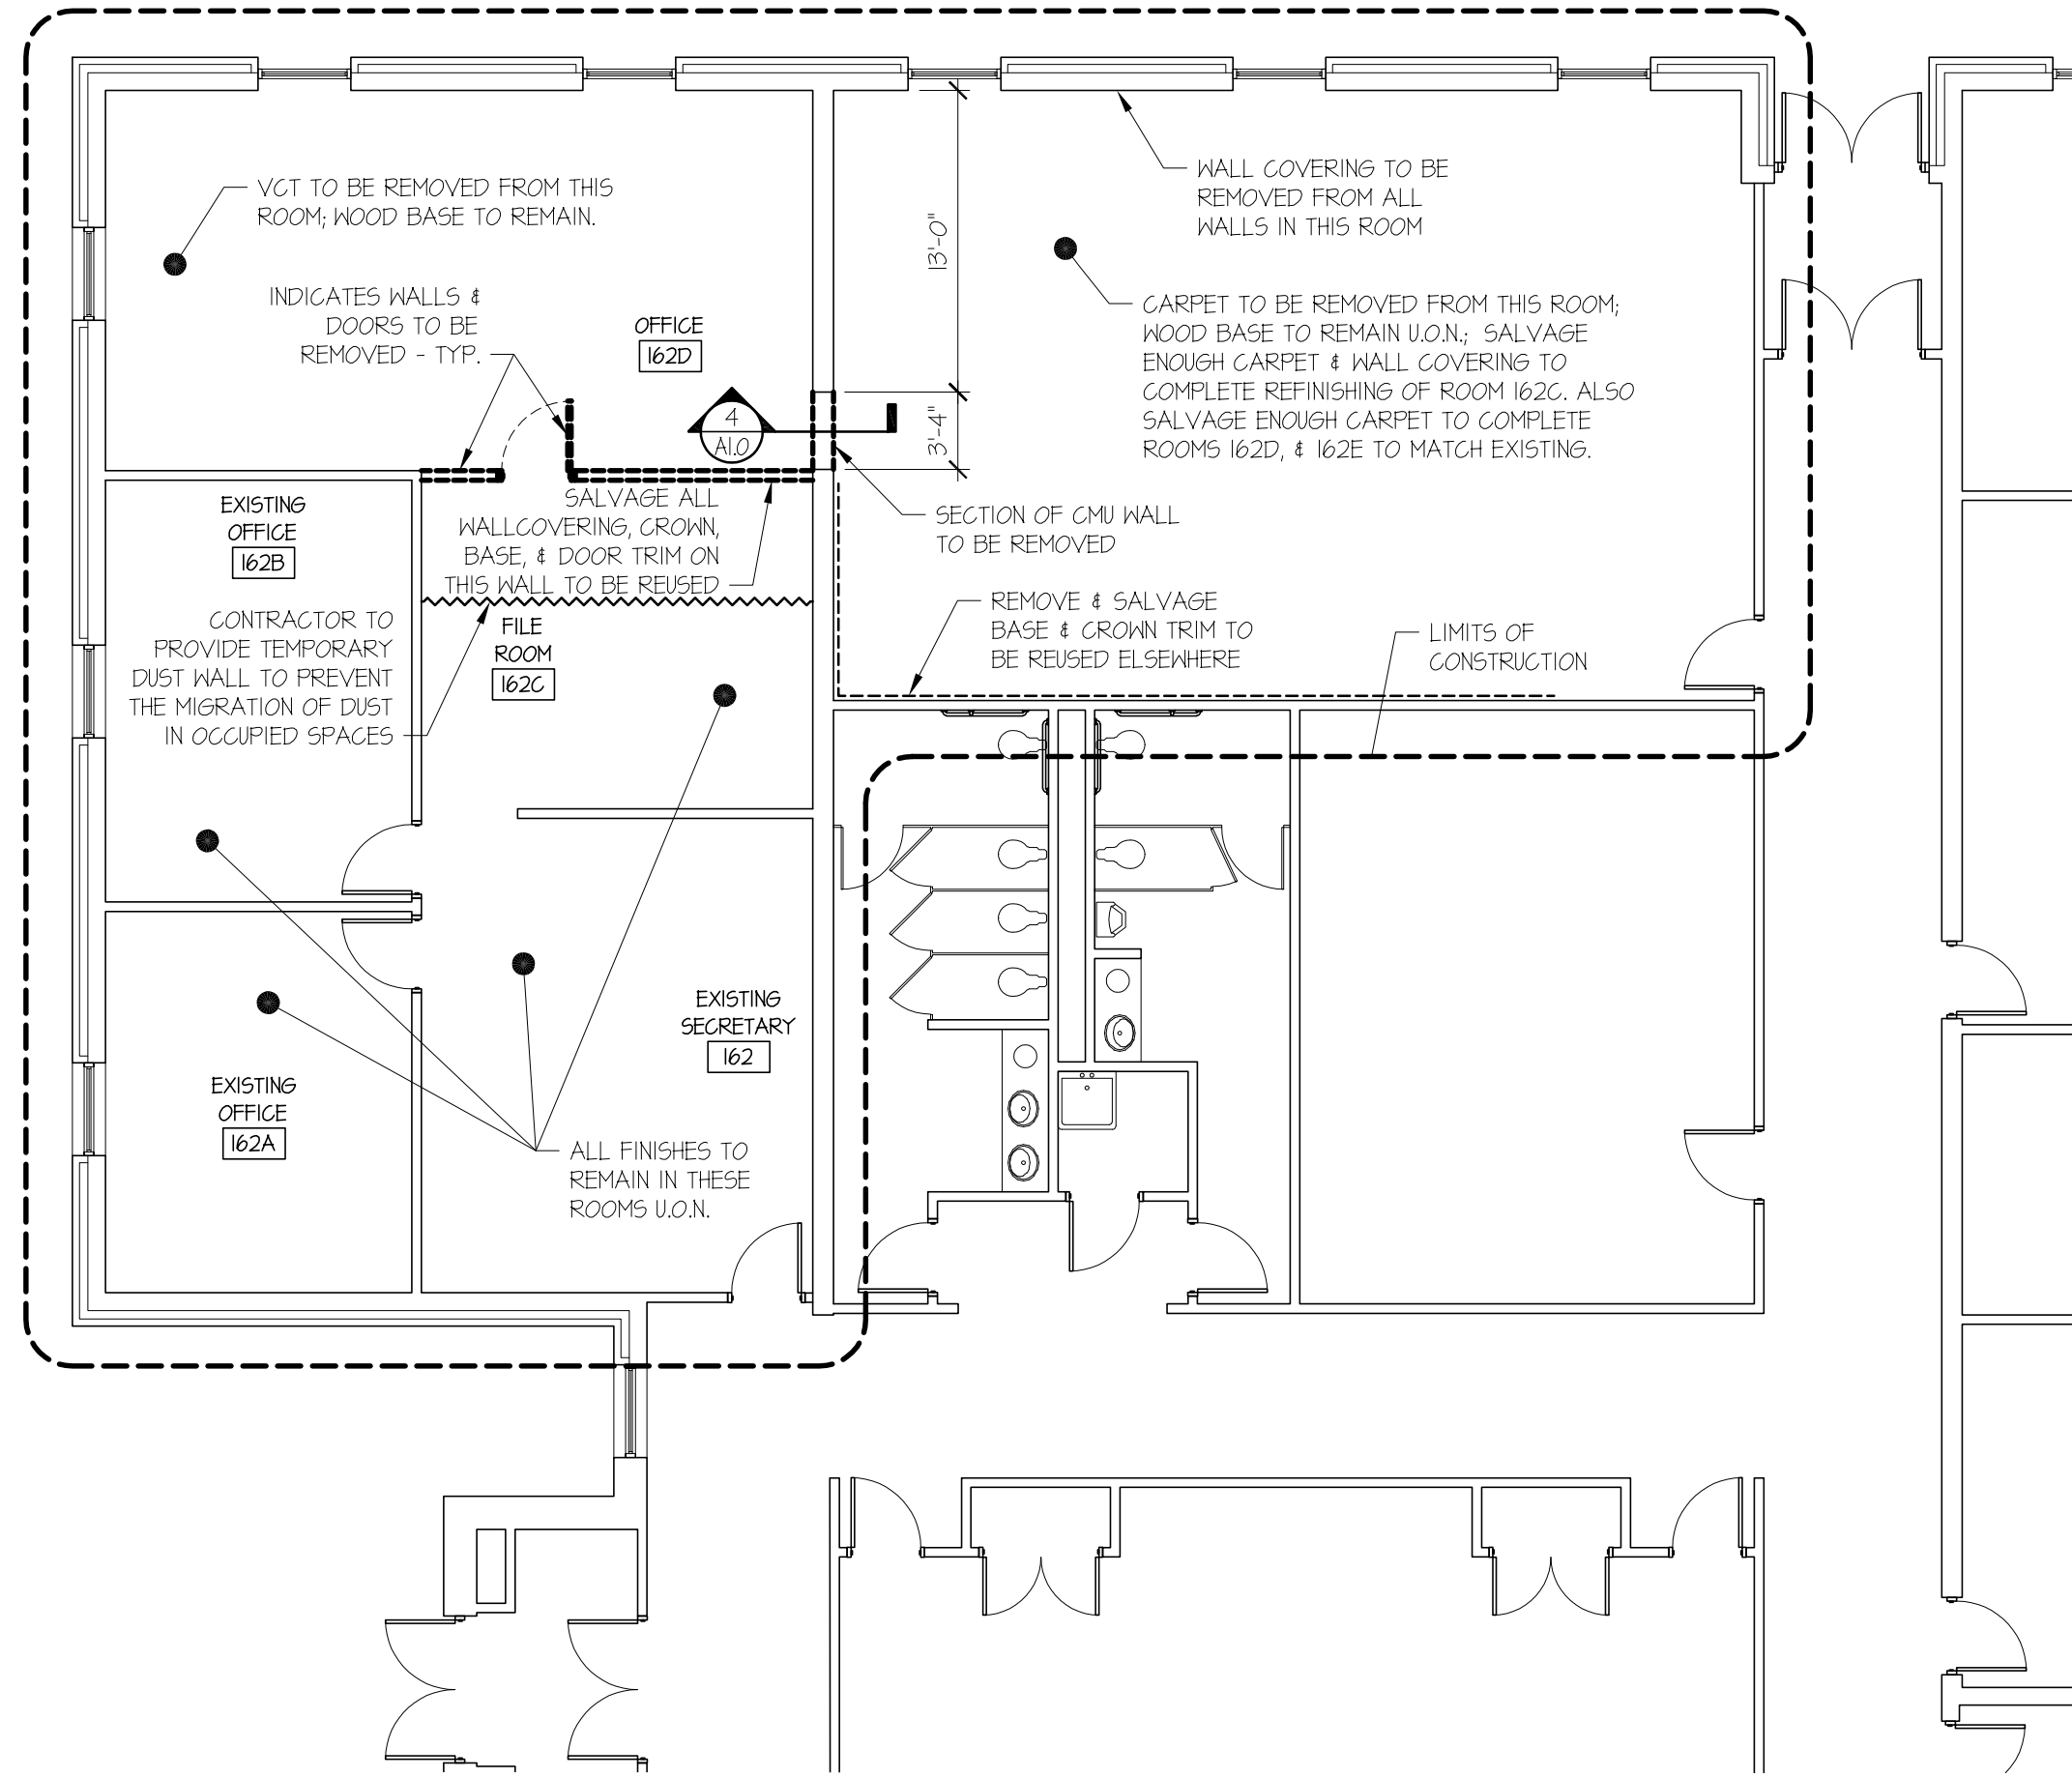 VCT TO BE REMOVED FROM THIS
ROOM; WOOD BASE TO REMAIN.
WALL COVERING TO BE
REMOVED FROM ALL
WALLS IN THIS ROOM
13'-0"
INDICATES WALLS &
DOORS TO BE
REMOVED - TYP.
OFFICE
162D
CARPET TO BE REMOVED FROM THIS ROOM;
WOOD BASE TO REMAIN U.O.N.; SALVAGE
ENOUGH CARPET & WALL COVERING TO
COMPLETE REFINISHING OF ROOM 162C. ALSO
SALVAGE ENOUGH CARPET TO COMPLETE
ROOMS 162D, & 162E TO MATCH EXISTING.
4
A1.0
3'-4"
EXISTING
OFFICE
162B
SALVAGE ALL
WALLCOVERING, CROWN,
BASE, & DOOR TRIM ON
THIS WALL TO BE REUSED
SECTION OF CMU WALL
TO BE REMOVED
CONTRACTOR TO
PROVIDE TEMPORARY
DUST WALL TO PREVENT
THE MIGRATION OF DUST
IN OCCUPIED SPACES
FILE
ROOM
162C
REMOVE & SALVAGE
BASE & CROWN TRIM TO
BE REUSED ELSEWHERE
LIMITS OF
CONSTRUCTION
EXISTING
SECRETARY
162
EXISTING
OFFICE
162A
ALL FINISHES TO
REMAIN IN THESE
ROOMS U.O.N.